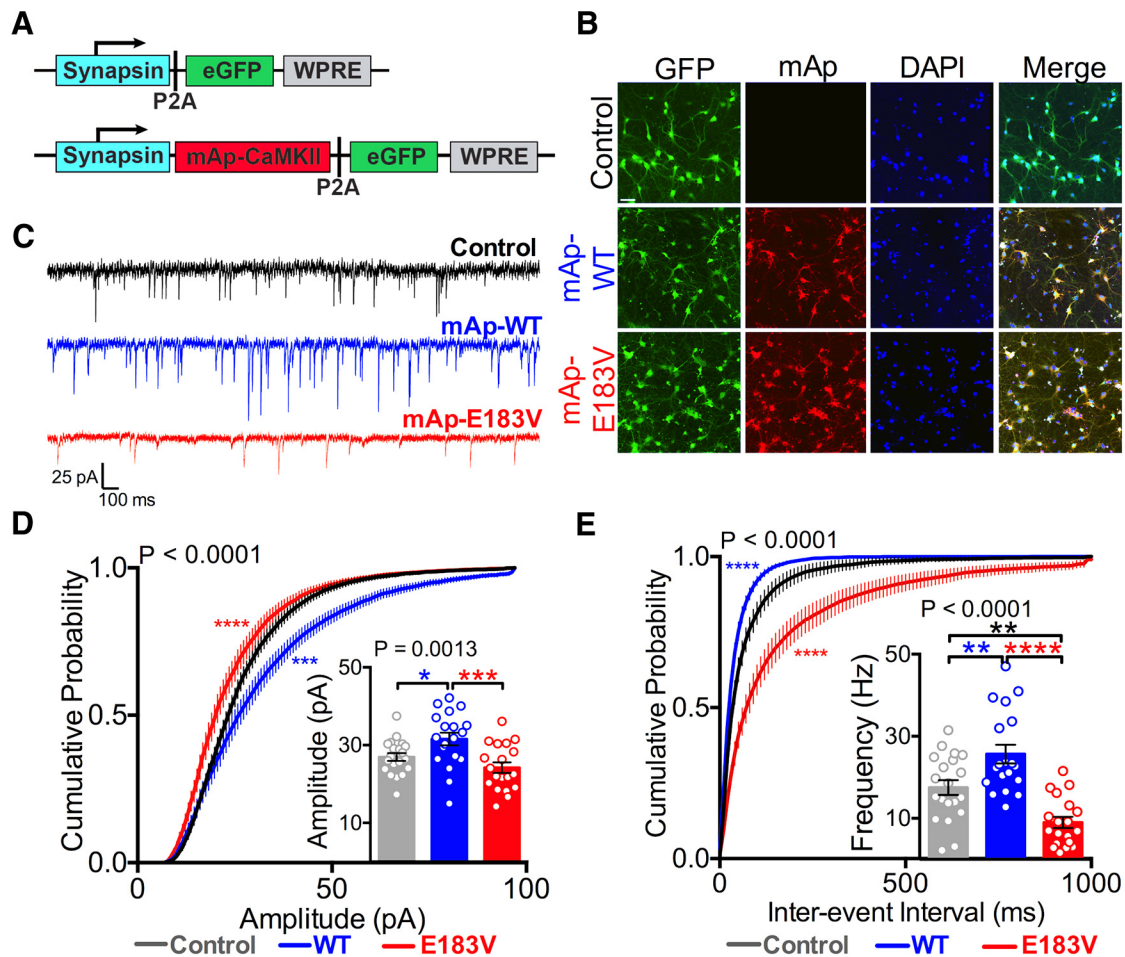 A
Synapsin
eGFP
WPRE
P2A
Synapsin
mAp-CaMKII
eGFP
WPRE
P2A
B
GFP
mAp
DAPI
Merge
Control
mAp-
WT
mAp-
E183V
C
Control
mAp-WT
mAp-E183V
25 pA
100 ms
D
P < 0.0001
1.0
0.5
0.0
Cumulative Probability
****
***
P = 0.0013
* ***
50
30
10
Amplitude (pA)
0 50 100
Amplitude (pA)
Control WT E183V
E
P < 0.0001
1.0
0.5
0.0
Cumulative Probability
****
****
P < 0.0001
**
** ****
50
30
10
Frequency (Hz)
0 500 1000
Inter-event Interval (ms)
Control WT E183V